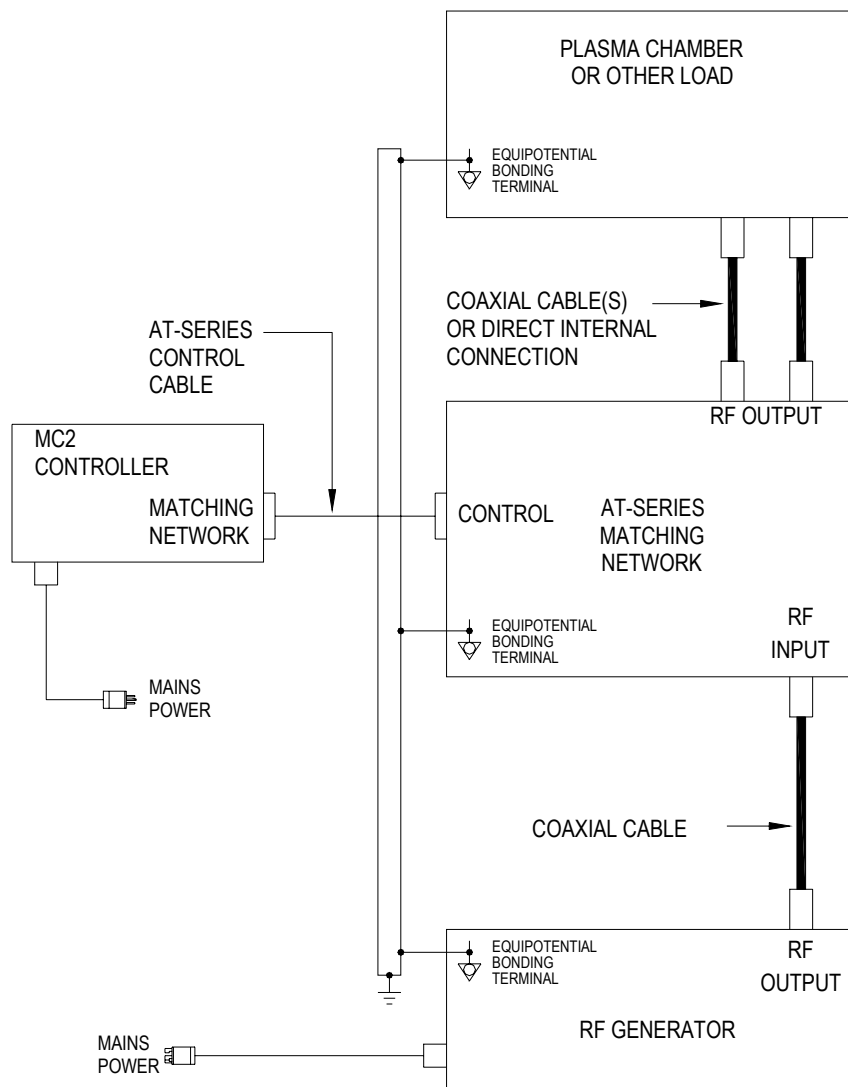 PLASMA CHAMBER
OR OTHER LOAD
EQUIPOTENTIAL
BONDING
TERMINAL
COAXIAL CABLE(S)
OR DIRECT INTERNAL
CONNECTION
AT-SERIES
CONTROL
CABLE
RF OUTPUT
MC2
CONTROLLER
MATCHING
NETWORK
CONTROL
AT-SERIES
MATCHING
NETWORK
EQUIPOTENTIAL
BONDING
TERMINAL
RF
INPUT
MAINS
POWER
COAXIAL CABLE
EQUIPOTENTIAL
BONDING
TERMINAL
RF
OUTPUT
RF GENERATOR
MAINS
POWER